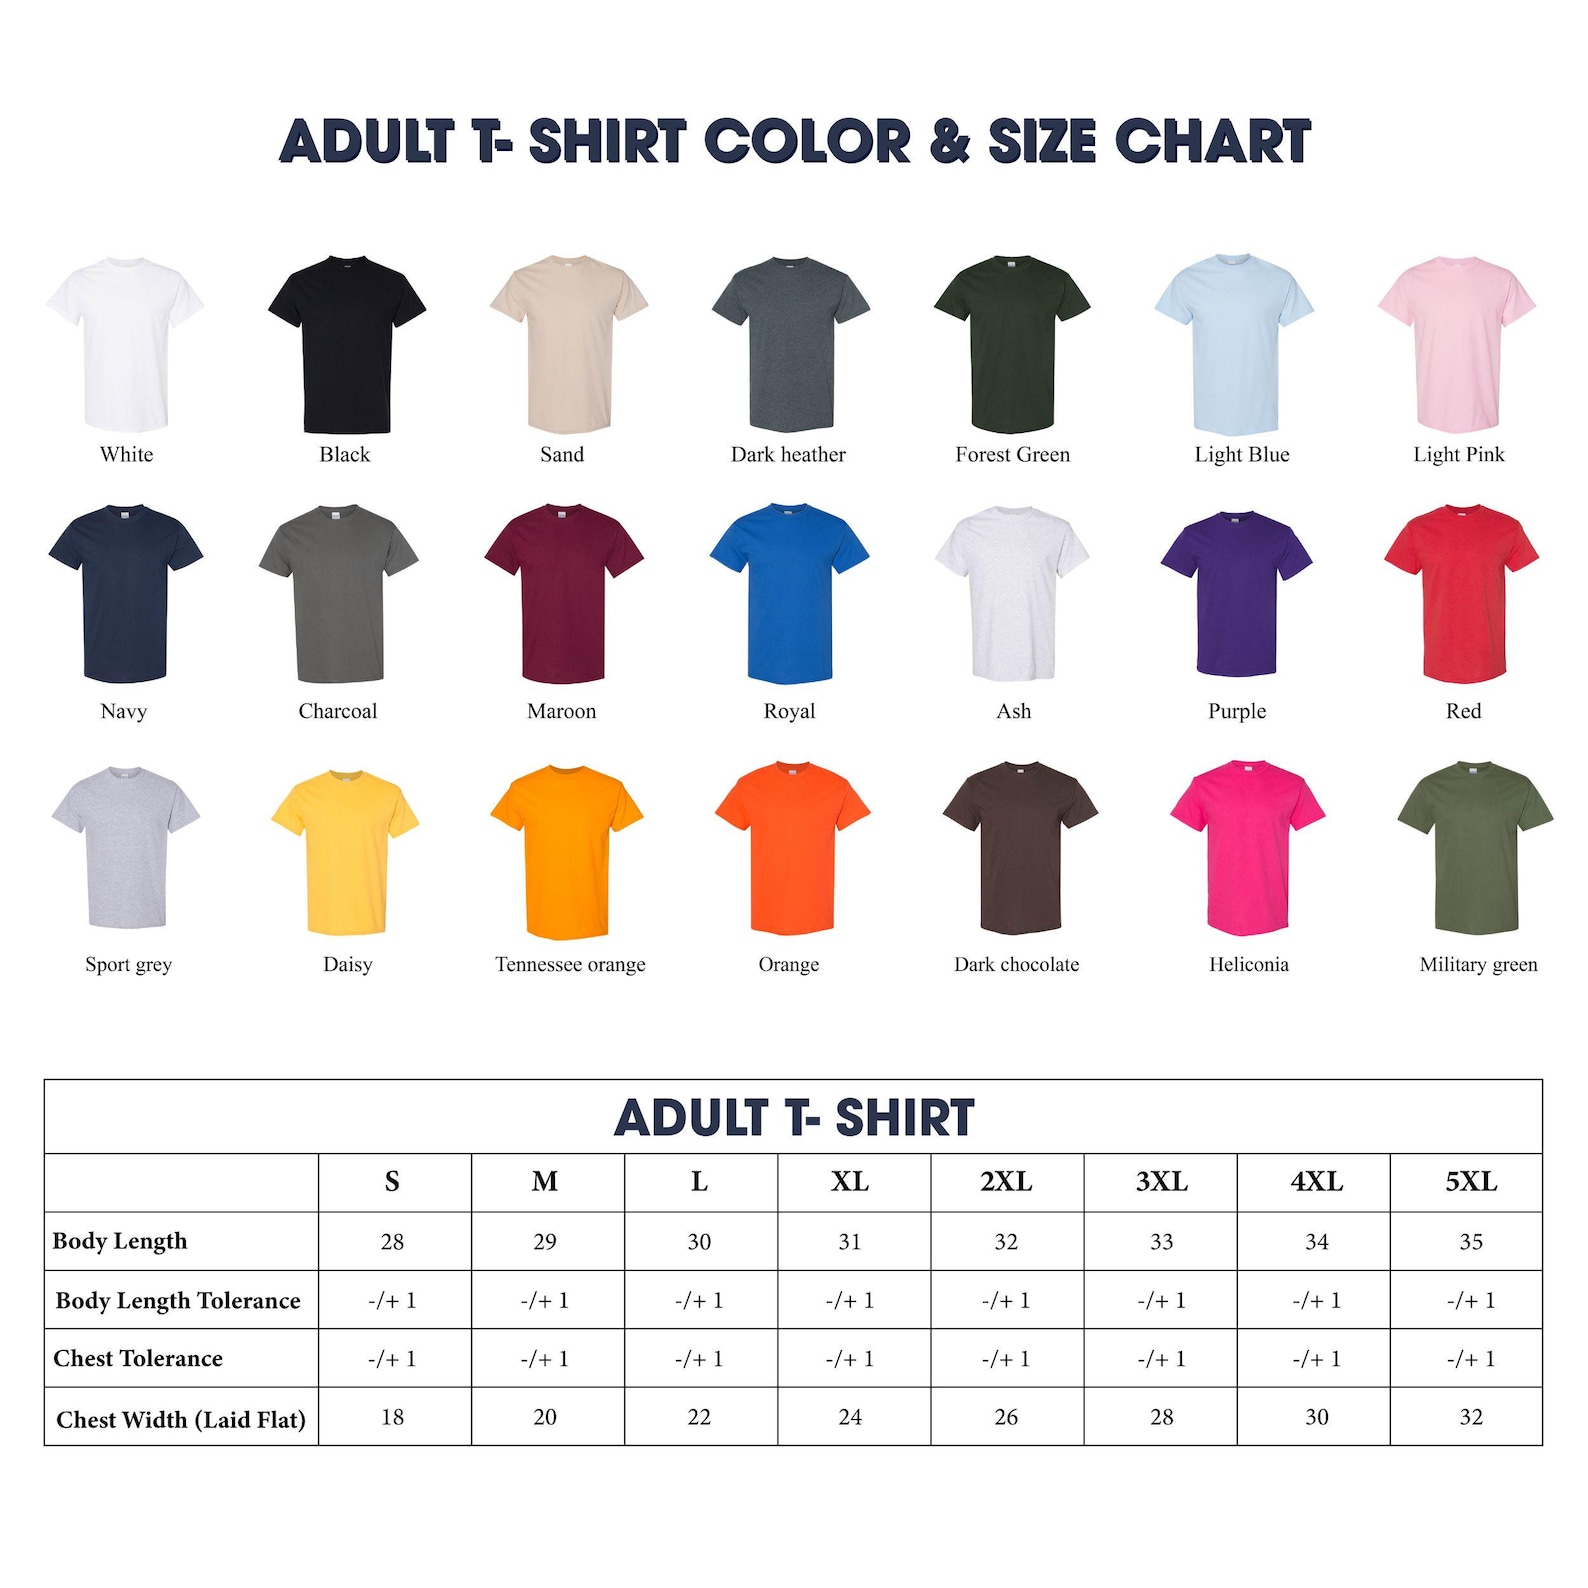 ADULT T- SHIRT COLOR & SIZE CHART
White Black Sand Dark heather Forest Green Light Blue Light Pink
Navy Charcoal Maroon Royal Ash Purple Red
Sport grey Daisy Tennessee orange Orange Dark chocolate Heliconia Military green
ADULT T- SHIRT
S M L XL 2XL 3XL 4XL 5XL
Body Length 28 29 30 31 32 33 34 35
Body Length Tolerance -/+ 1 -/+ 1 -/+ 1 -/+ 1 -/+ 1 -/+ 1 -/+ 1 -/+ 1
Chest Tolerance -/+ 1 -/+ 1 -/+ 1 -/+ 1 -/+ 1 -/+ 1 -/+ 1 -/+ 1
Chest Width (Laid Flat) 18 20 22 24 26 28 30 32